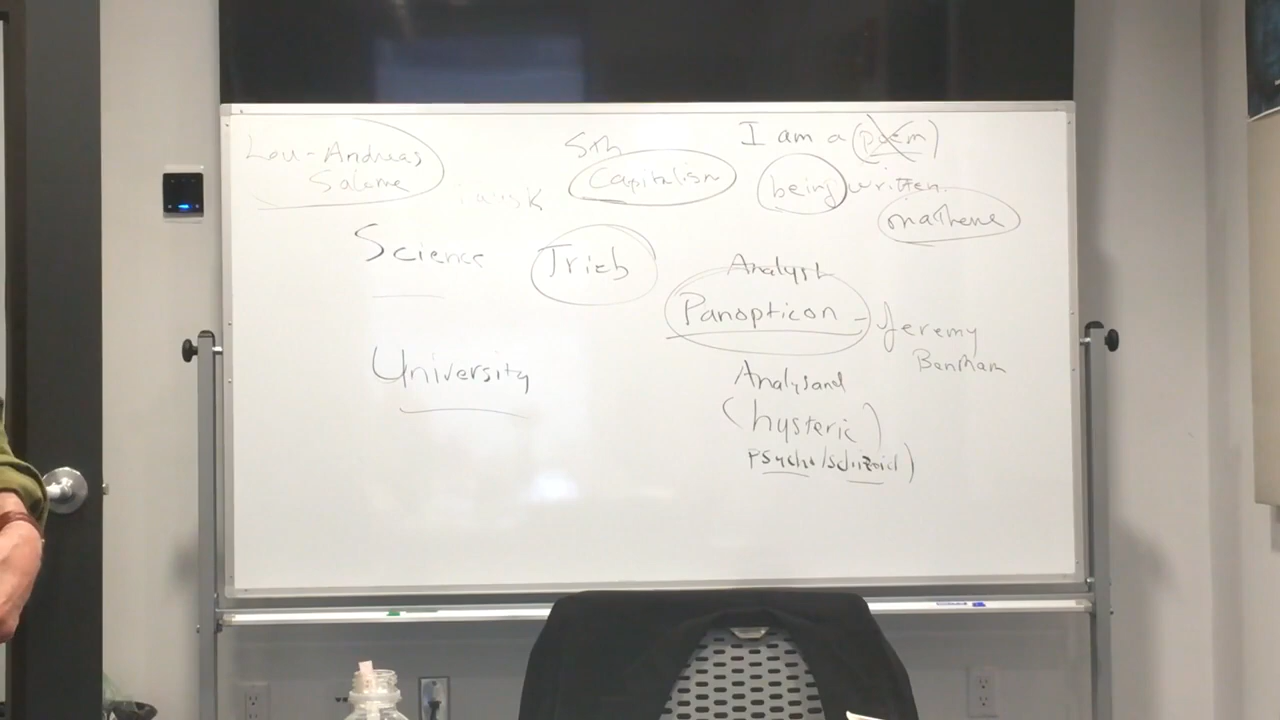 Lou-Andreas
Salome
5th
Capitalism
I am a (poem)
being written.
mathene
Science
Trieb
Analyst
Panopticon - Jeremy
Bentham
University
Analysand
(hysteric)
psycho/schizoid)